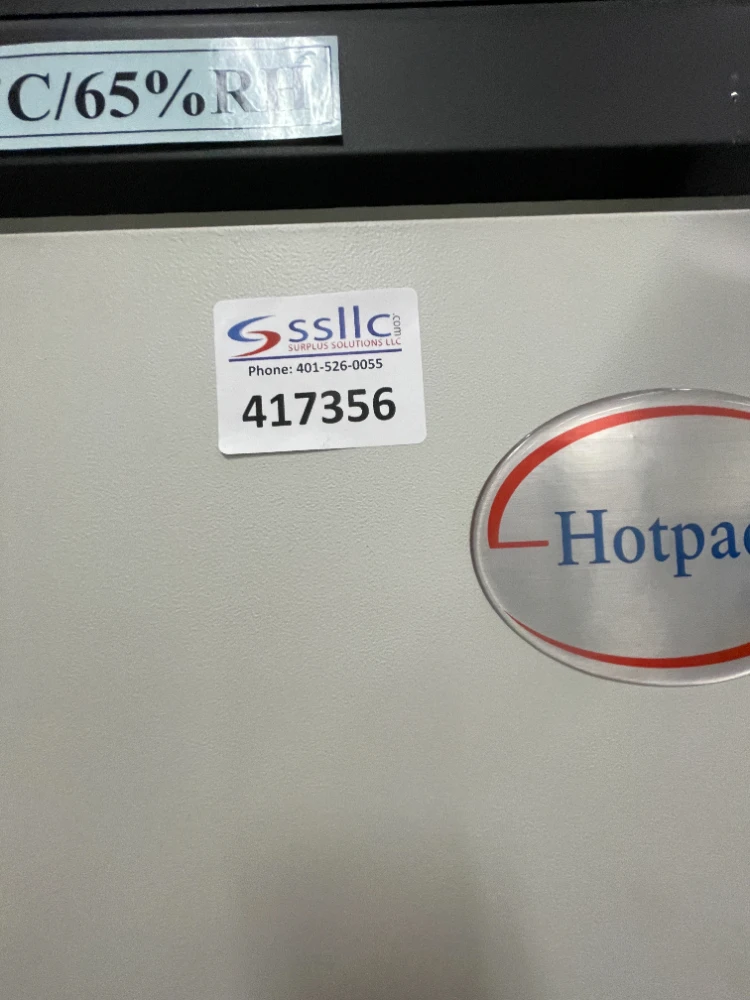 C/65%RH
ssllc.com
SURPLUS SOLUTIONS LLC
Phone: 401-526-0055
417356
Hotpac